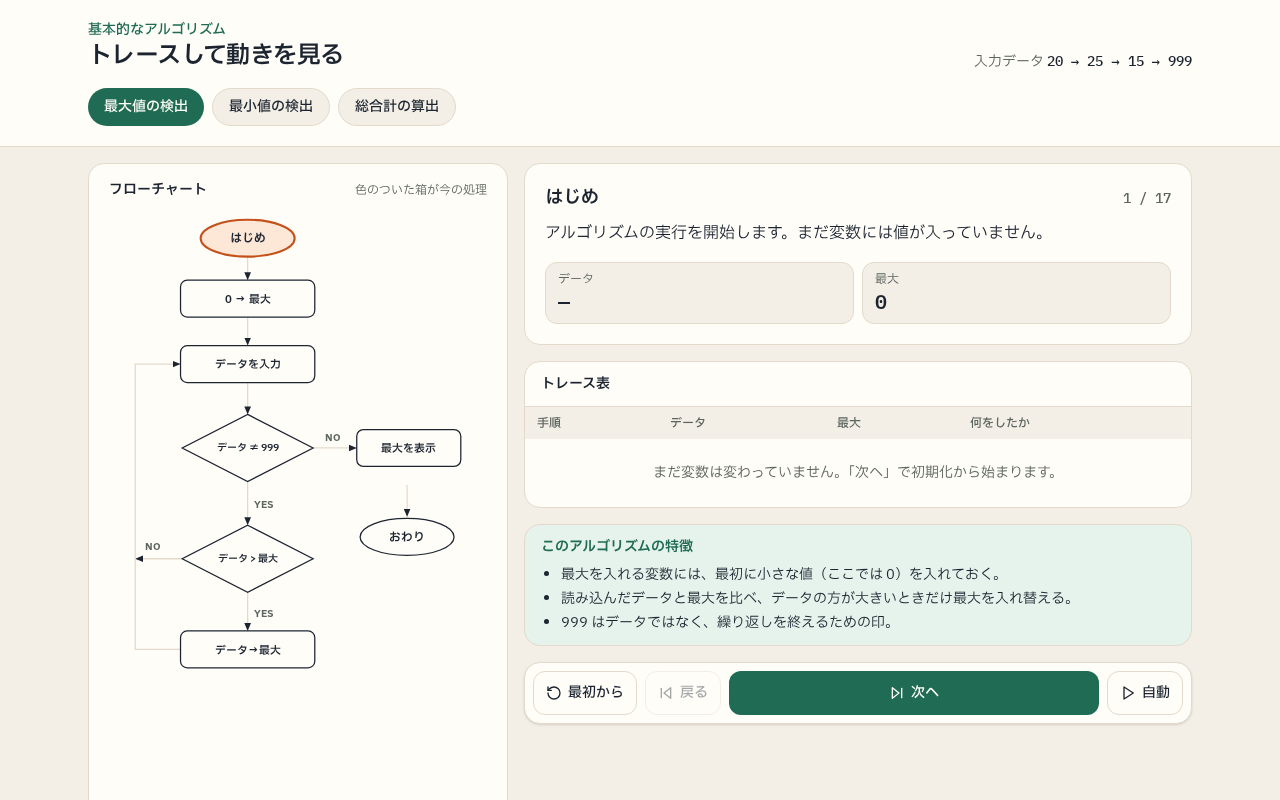 基本的なアルゴリズム
トレースして動きを見る
入力データ 20 → 25 → 15 → 999
最大値の検出
最小値の検出
総合計の算出
フローチャート
色のついた箱が今の処理
はじめ
0 → 最大
データを入力
データ ≠ 999
NO
最大を表示
YES
おわり
NO
データ > 最大
YES
データ→最大
はじめ
1 / 17
アルゴリズムの実行を開始します。まだ変数には値が入っていません。
データ
—
最大
0
トレース表
手順 データ 最大 何をしたか
まだ変数は変わっていません。「次へ」で初期化から始まります。
このアルゴリズムの特徴
• 最大を入れる変数には、最初に小さな値（ここでは 0）を入れておく。
• 読み込んだデータと最大を比べ、データの方が大きいときだけ最大を入れ替える。
• 999 はデータではなく、繰り返しを終えるための印。
最初から
戻る
次へ
自動